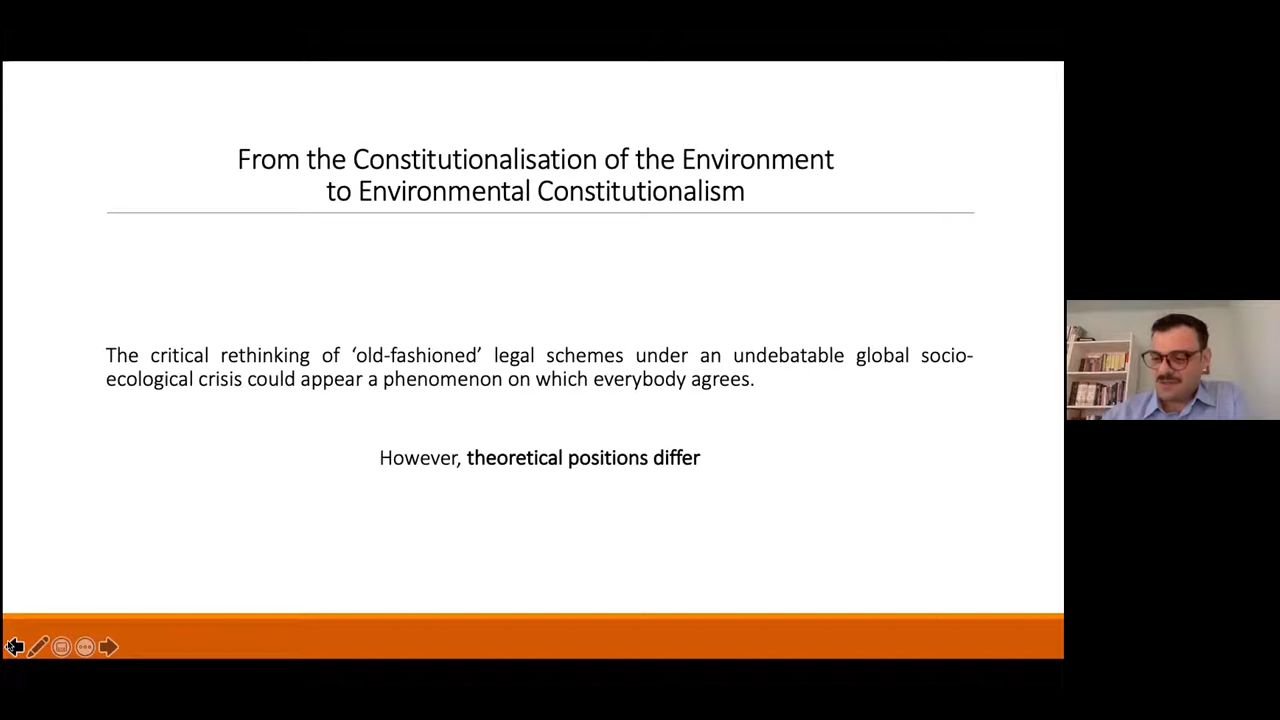 From the Constitutionalisation of the Environment
to Environmental Constitutionalism
The critical rethinking of ‘old-fashioned’ legal schemes under an undebatable global socio-
ecological crisis could appear a phenomenon on which everybody agrees.
However, theoretical positions differ